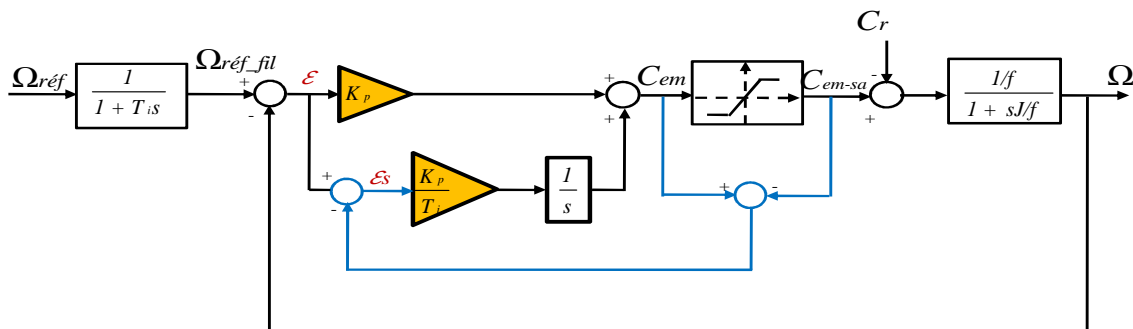 Ωréf
1
1 + Tis
Ωréf_fil
+
-
ε
Kp
+
+
Cem
Cem-sa
Cr
-
+
1/f
1 + sJ/f
Ω
+
-
εs
Kp
Ti
1
s
+
-